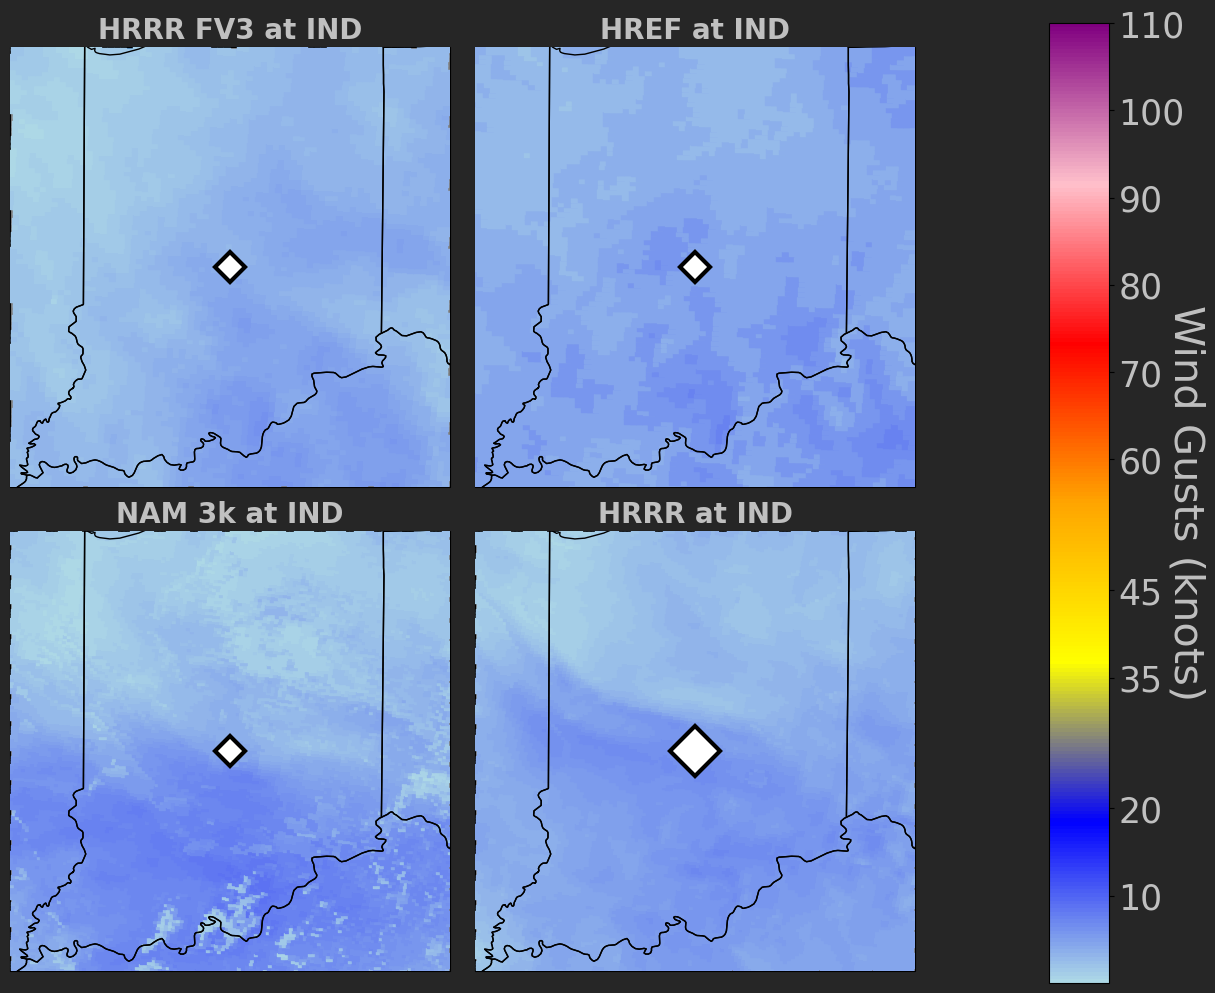 HRRR FV3 at IND
HREF at IND
NAM 3k at IND
HRRR at IND
110
100
90
80
70
60
45
35
20
10
Wind Gusts (knots)